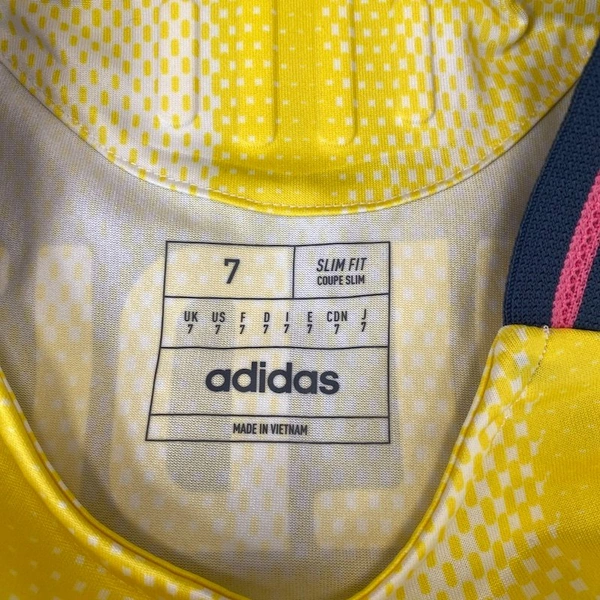 7
SLIM FIT
COUPE SLIM
UK US F D I E CDN J
7 7 7 7 7 7 7 7
adidas
MADE IN VIETNAM